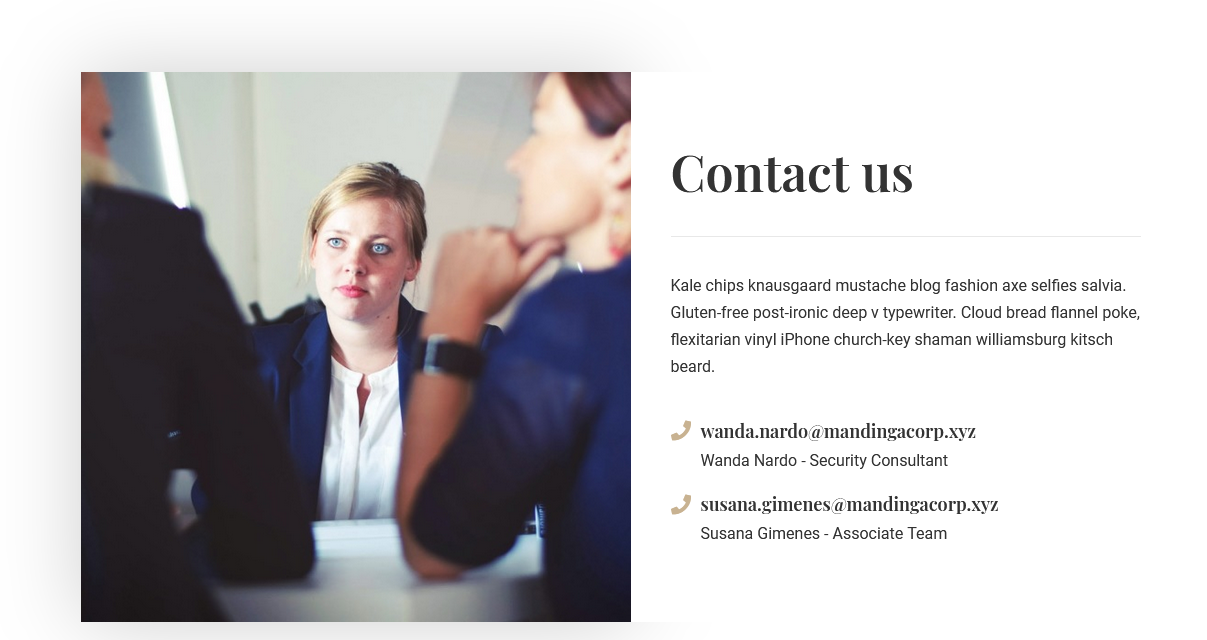 Contact us
Kale chips knausgaard mustache blog fashion axe selfies salvia.
Gluten-free post-ironic deep v typewriter. Cloud bread flannel poke,
flexitarian vinyl iPhone church-key shaman williamsburg kitsch
beard.
wanda.nardo@mandingacorp.xyz
Wanda Nardo - Security Consultant
susana.gimenes@mandingacorp.xyz
Susana Gimenes - Associate Team